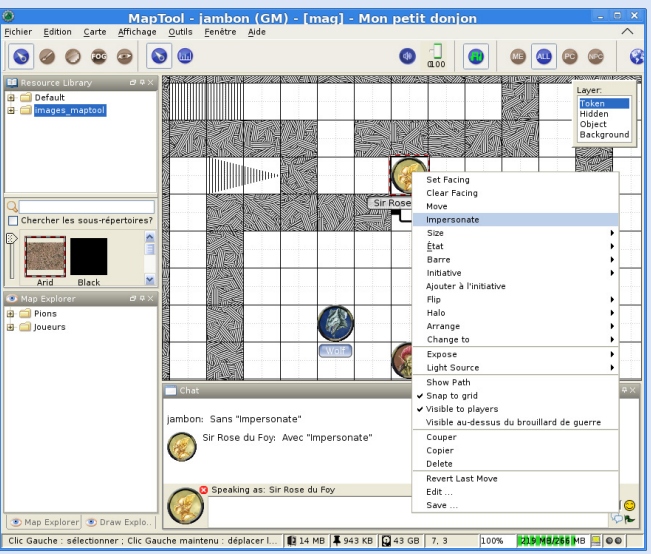 MapTool - jambon (GM) - [mag] - Mon petit donjon
Fichier Edition Carte Affichage Outils Fenêtre Aide
FOG
0.00
FU
ME ALL PC NPC
Resource Library
Default
images_maptool
Layer:
Token
Hidden
Object
Background
Sir Rose
Set Facing
Clear Facing
Move
Impersonate
Size
État
Barre
Initiative
Ajouter à l'initiative
Flip
Halo
Arrange
Change to
Expose
Light Source
Show Path
Snap to grid
Visible to players
Visible au-dessus du brouillard de guerre
Couper
Copier
Delete
Revert Last Move
Edit ...
Save ...
Chercher les sous-répertoires?
Arid Black
Map Explorer
Pions
Joueurs
Wolf
Chat
jambon: Sans "Impersonate"
Sir Rose du Foy: Avec "Impersonate"
Speaking as: Sir Rose du Foy
Map Explorer Draw Explo..
Clic Gauche : sélectionner ; Clic Gauche maintenu : déplacer l... 14 MB 943 KB 43 GB 7, 3 100% 219 MB/266 MB